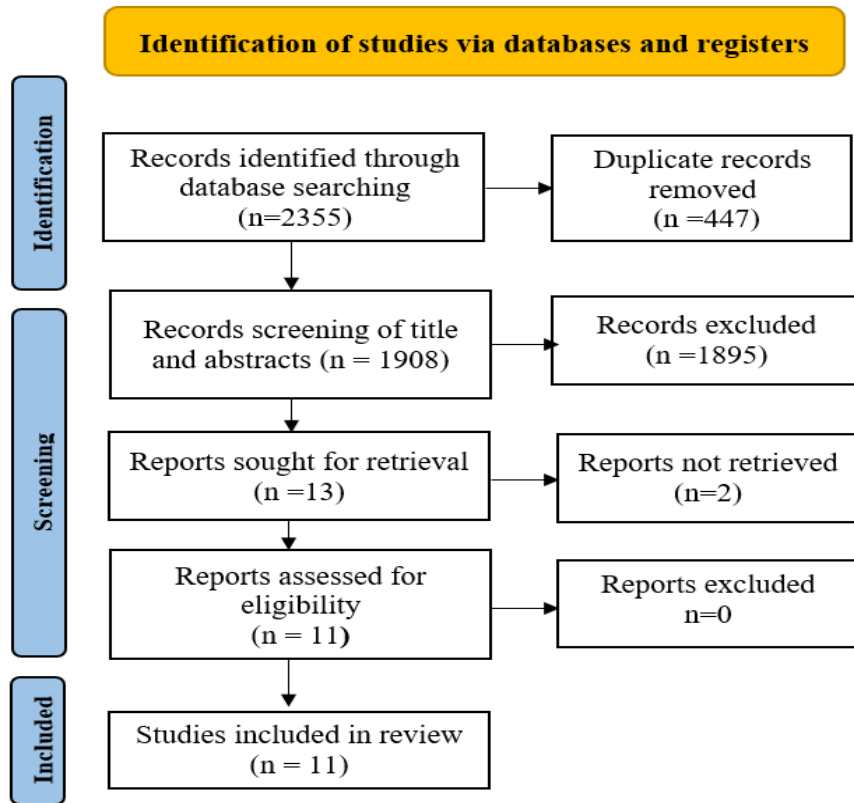 Identification of studies via databases and registers
Identification
Records identified through
database searching
(n=2355)
Duplicate records
removed
(n =447)
Screening
Records screening of title
and abstracts (n = 1908)
Records excluded
(n =1895)
Reports sought for retrieval
(n =13)
Reports not retrieved
(n=2)
Reports assessed for
eligibility
(n = 11)
Reports excluded
n=0
Included
Studies included in review
(n = 11)